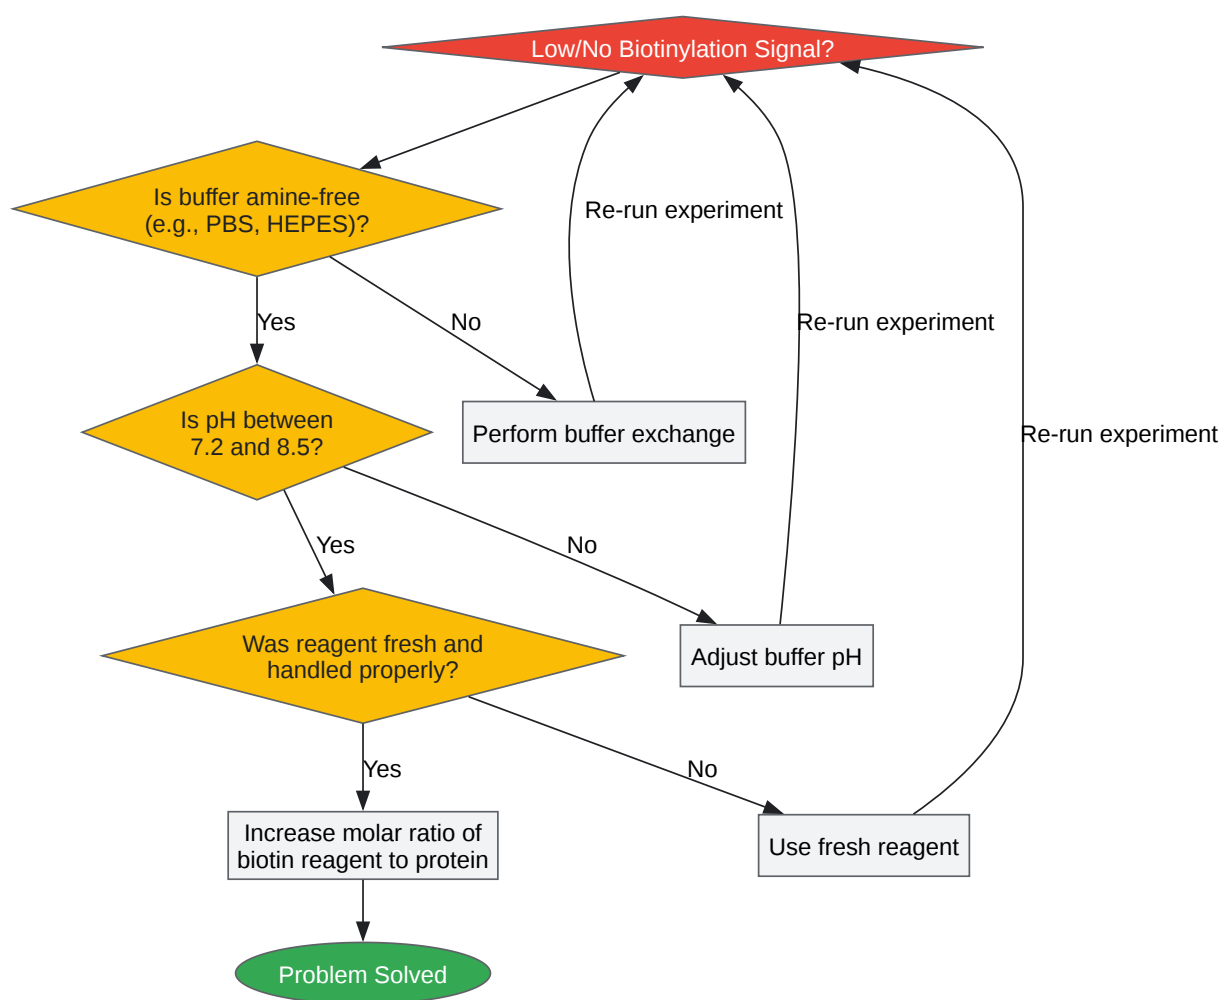 Low/No Biotinylation Signal?
Is buffer amine-free
(e.g., PBS, HEPES)?
Re-run experiment
Yes
No
Re-run experiment
Is pH between
7.2 and 8.5?
Perform buffer exchange
Re-run experiment
Yes
No
Was reagent fresh and
handled properly?
Adjust buffer pH
Yes
No
Increase molar ratio of
biotin reagent to protein
Use fresh reagent
Problem Solved